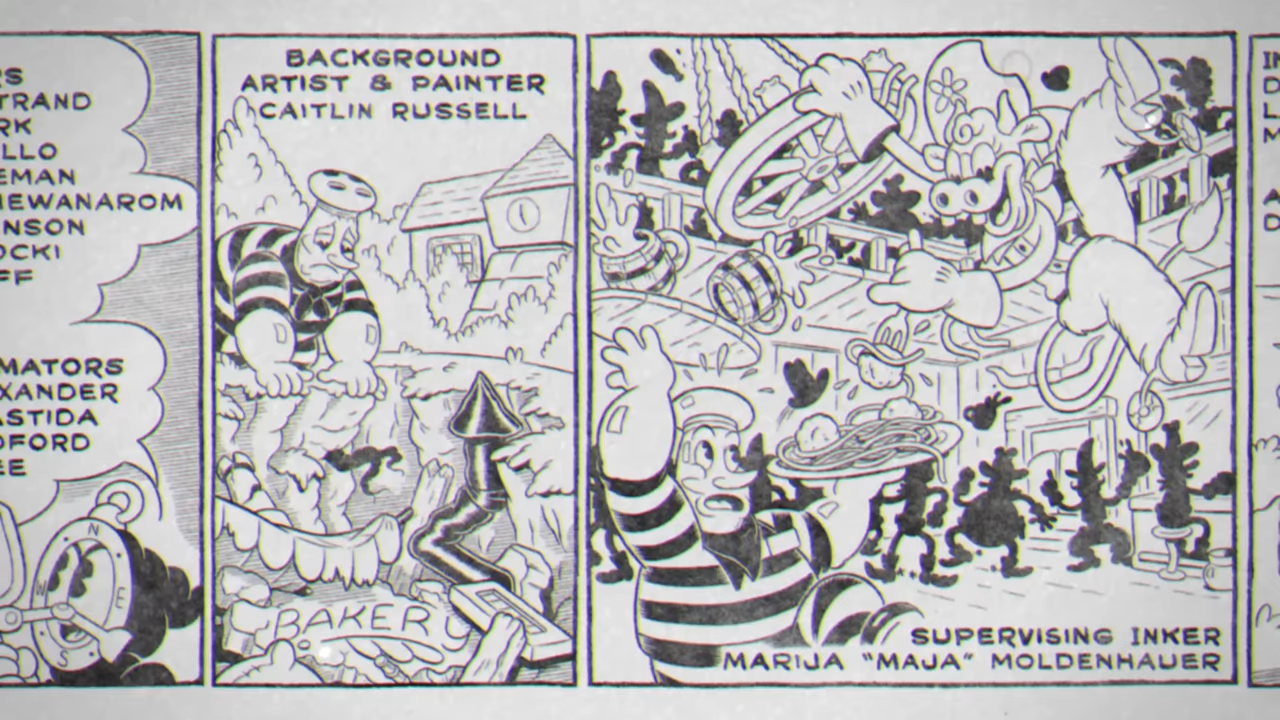 RS
TRAND
RK
LLO
EMAN
HEWANAROM
NSON
OCKI
FF
MATORS
XANDER
ASTIDA
DFORD
EE
N
E
S
W
BACKGROUND
ARTIST & PAINTER
CAITLIN RUSSELL
BAKERY
SUPERVISING INKER
MARIJA "MAJA" MOLDENHAUER
D
L
M
A
D